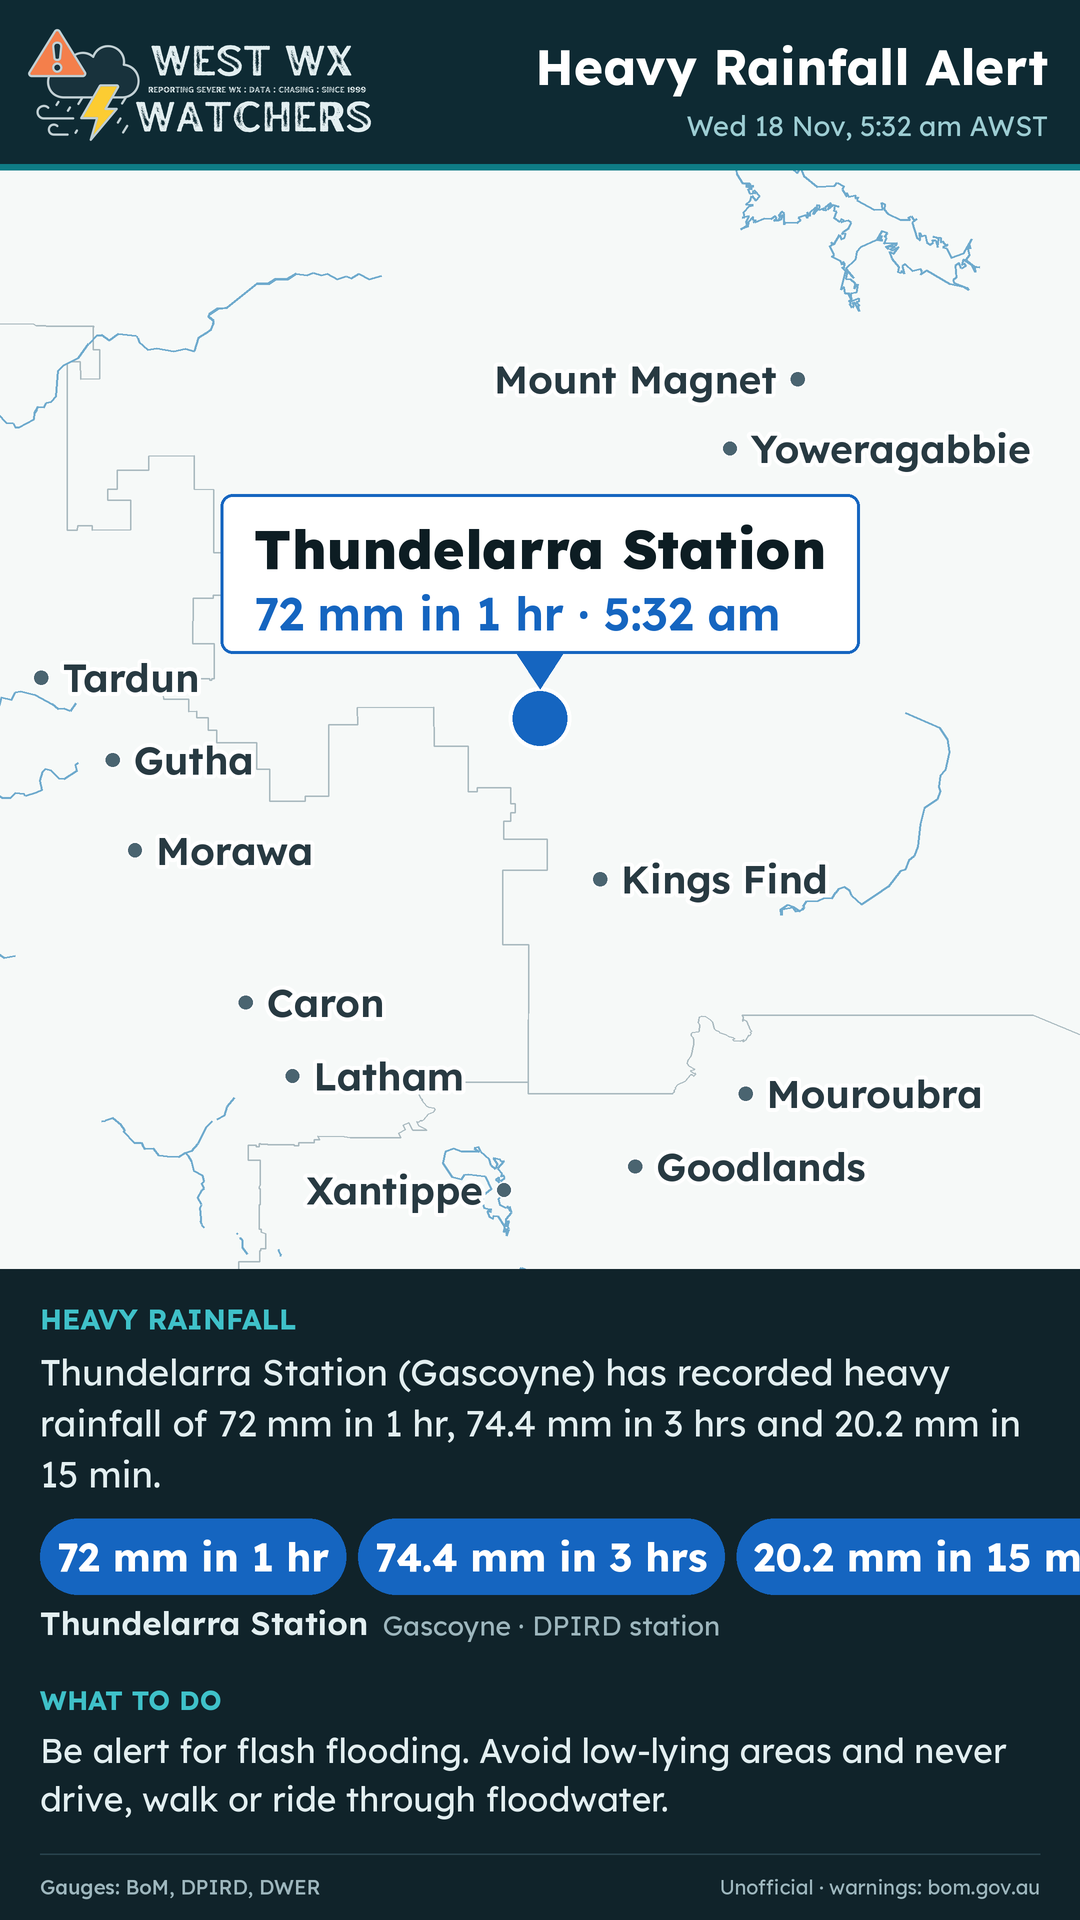 WEST WX
REPORTING SEVERE WX : DATA : CHASING : SINCE 1999
WATCHERS
Heavy Rainfall Alert
Wed 18 Nov, 5:32 am AWST
Mount Magnet
Yoweragabbie
Thundelarra Station
72 mm in 1 hr · 5:32 am
Tardun
Gutha
Morawa
Kings Find
Caron
Latham
Mouroubra
Goodlands
Xantippe
HEAVY RAINFALL
Thundelarra Station (Gascoyne) has recorded heavy
rainfall of 72 mm in 1 hr, 74.4 mm in 3 hrs and 20.2 mm in
15 min.
72 mm in 1 hr
74.4 mm in 3 hrs
20.2 mm in 15 m
Thundelarra Station Gascoyne · DPIRD station
WHAT TO DO
Be alert for flash flooding. Avoid low-lying areas and never
drive, walk or ride through floodwater.
Gauges: BoM, DPIRD, DWER
Unofficial · warnings: bom.gov.au